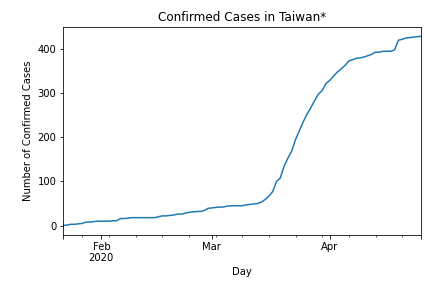 Confirmed Cases in Taiwan*
400
300
200
100
0
Number of Confirmed Cases
Feb
2020
Mar
Apr
Day